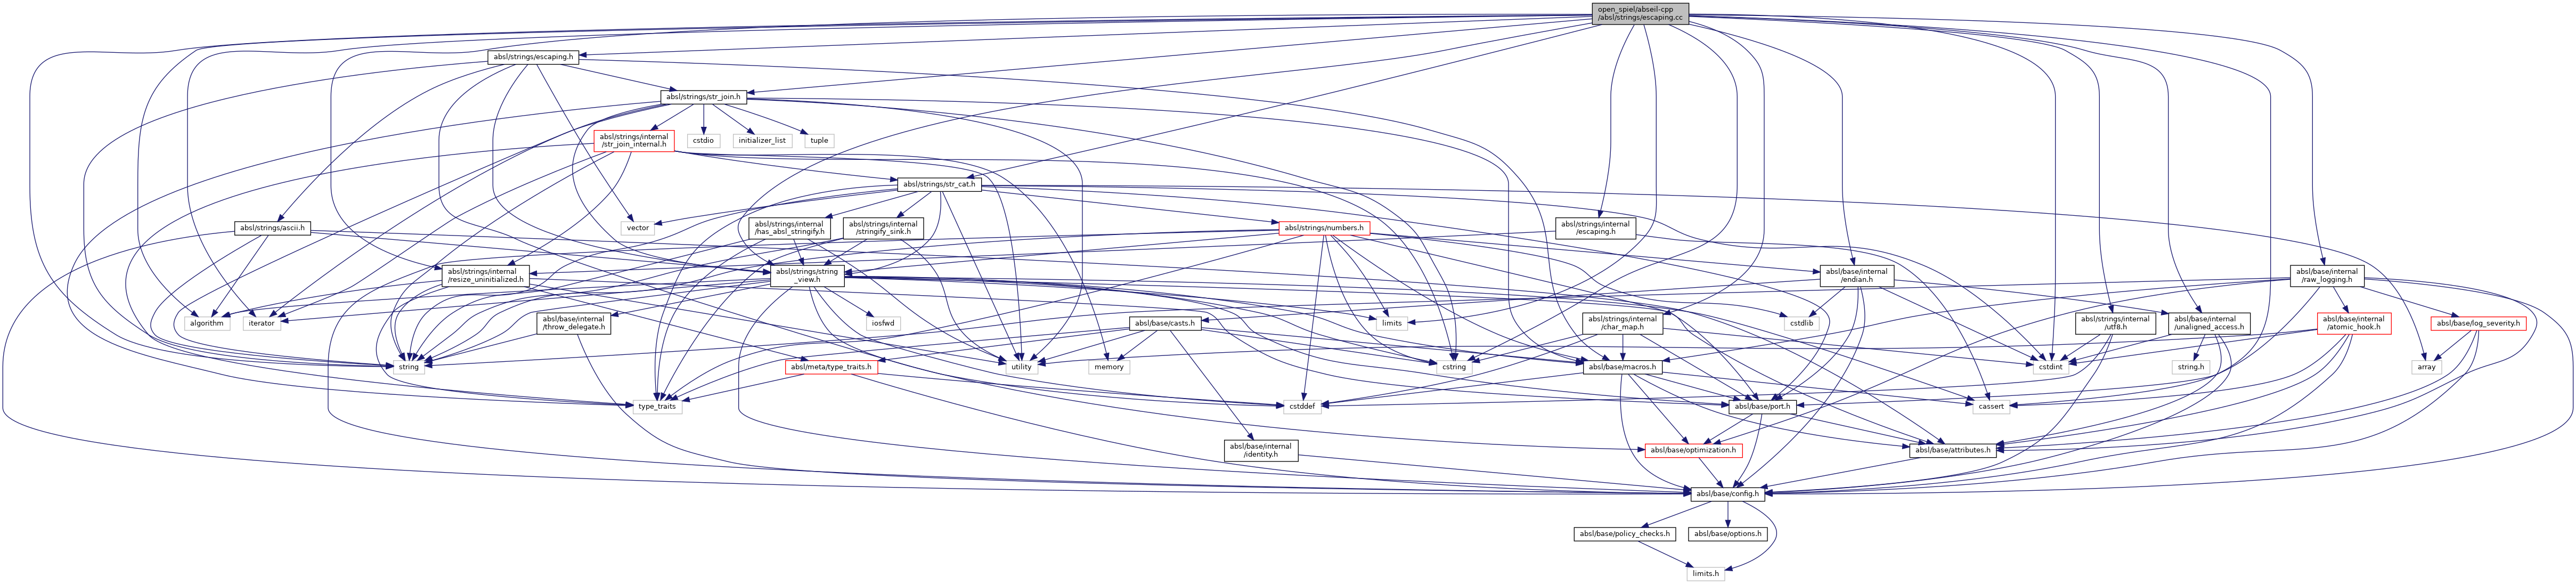 open_spiel/abseil-cpp
/absl/strings/escaping.cc
absl/strings/escaping.h
absl/strings/str_join.h
absl/strings/internal
/str_join_internal.h
cstdio
initializer_list
tuple
absl/strings/str_cat.h
absl/strings/ascii.h
vector
absl/strings/internal
/has_absl_stringify.h
absl/strings/internal
/stringify_sink.h
absl/strings/numbers.h
absl/strings/internal
/escaping.h
absl/strings/internal
/resize_uninitialized.h
absl/strings/string
_view.h
absl/base/internal
/endian.h
absl/base/internal
/raw_logging.h
algorithm
iterator
absl/base/internal
/throw_delegate.h
iosfwd
absl/base/casts.h
limits
absl/strings/internal
/char_map.h
cstdlib
absl/strings/internal
/utf8.h
absl/base/internal
/unaligned_access.h
absl/base/internal
/atomic_hook.h
absl/base/log_severity.h
string
absl/meta/type_traits.h
utility
memory
cstring
absl/base/macros.h
cstdint
string.h
array
type_traits
cstddef
absl/base/port.h
cassert
absl/base/internal
/identity.h
absl/base/optimization.h
absl/base/attributes.h
absl/base/config.h
absl/base/policy_checks.h
absl/base/options.h
limits.h